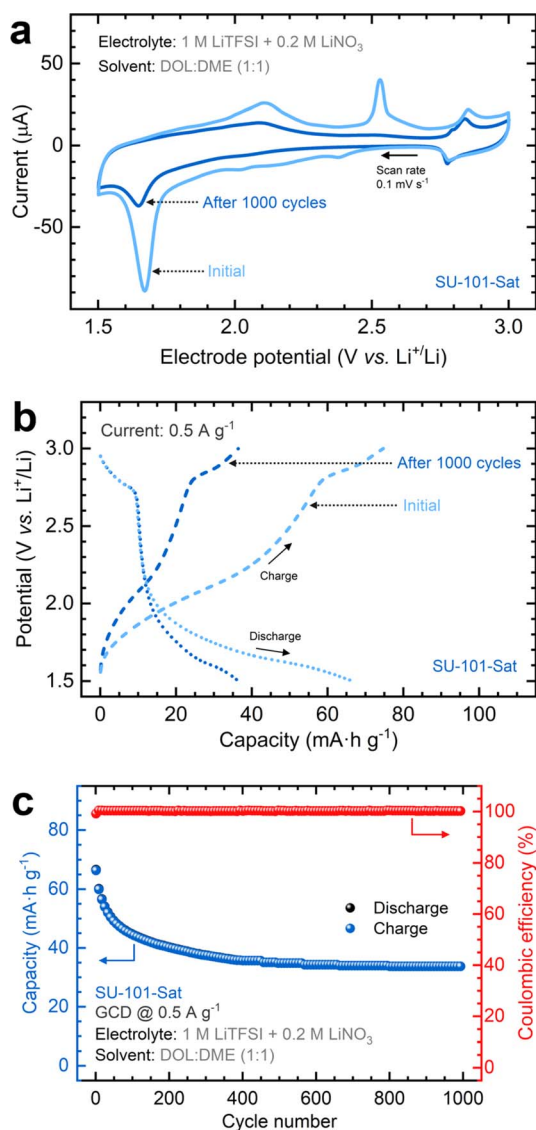 a
Electrolyte: 1 M LiTFSI + 0.2 M LiNO₃
Solvent: DOL:DME (1:1)
50
0
-50
Current (µA)
Scan rate
0.1 mV s⁻¹
After 1000 cycles
Initial
SU-101-Sat
1.5 2.0 2.5 3.0
Electrode potential (V vs. Li⁺/Li)
b
Current: 0.5 A g⁻¹
3.0
2.5
2.0
1.5
Potential (V vs. Li⁺/Li)
After 1000 cycles
Initial
Charge
Discharge
SU-101-Sat
0 20 40 60 80 100
Capacity (mA·h g⁻¹)
c
80
60
40
20
0
Capacity (mA·h g⁻¹)
100
80
60
40
20
0
Coulombic efficiency (%)
Discharge
Charge
SU-101-Sat
GCD @ 0.5 A g⁻¹
Electrolyte: 1 M LiTFSI + 0.2 M LiNO₃
Solvent: DOL:DME (1:1)
0 200 400 600 800 1000
Cycle number